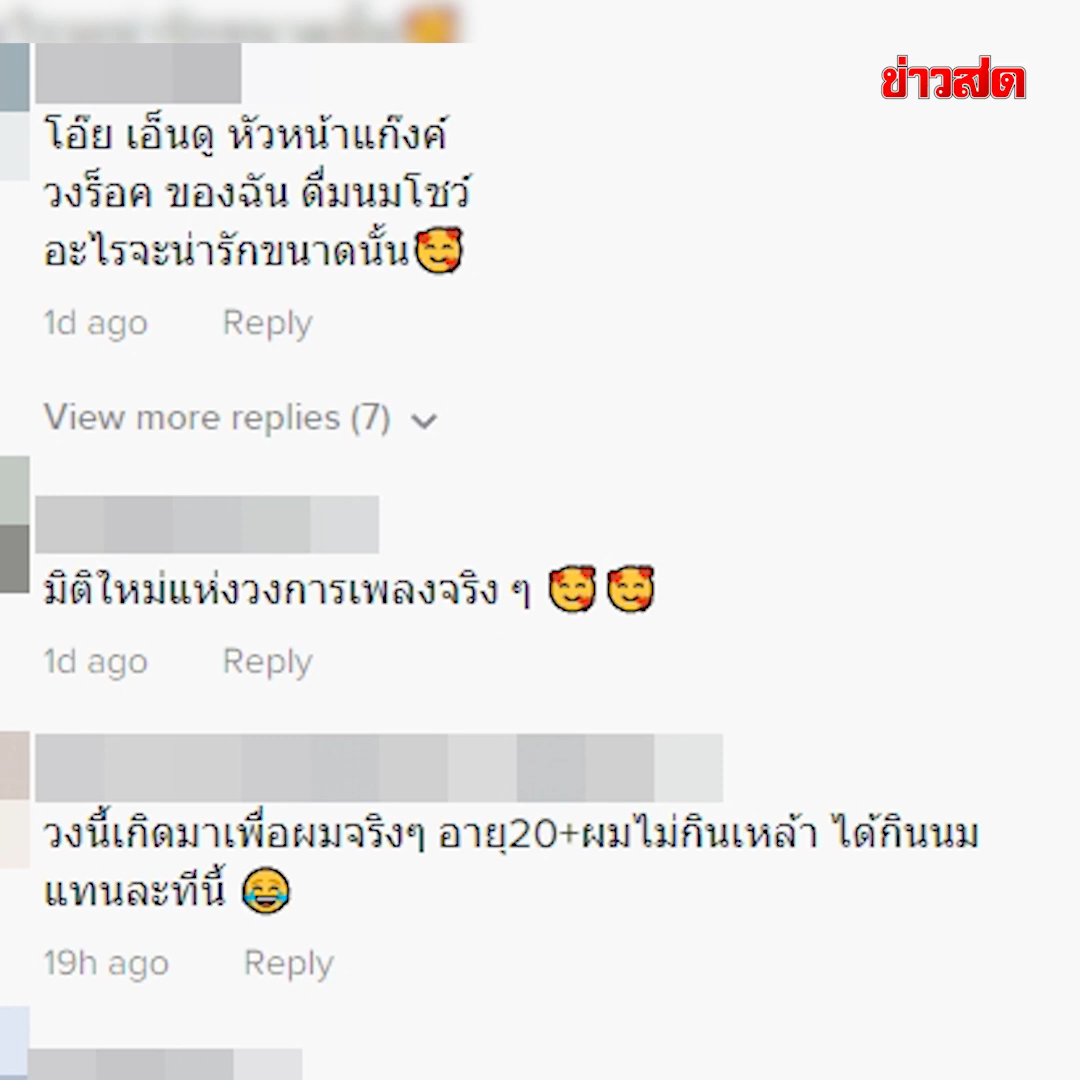 ข่าวสด
โอ๊ย เอ็นดู หัวหน้าแก๊งค์
วงร็อค ของฉัน ดื่มนมโชว์
อะไรจะน่ารักขนาดนั้น🥰
1d ago Reply
View more replies (7)
มิติใหม่แห่งวงการเพลงจริง ๆ 🥰🥰
1d ago Reply
วงนี้เกิดมาเพื่อผมจริงๆ อายุ20+ผมไม่กินเหล้า ได้กินนม
แทนละทีนี้ 😂
19h ago Reply